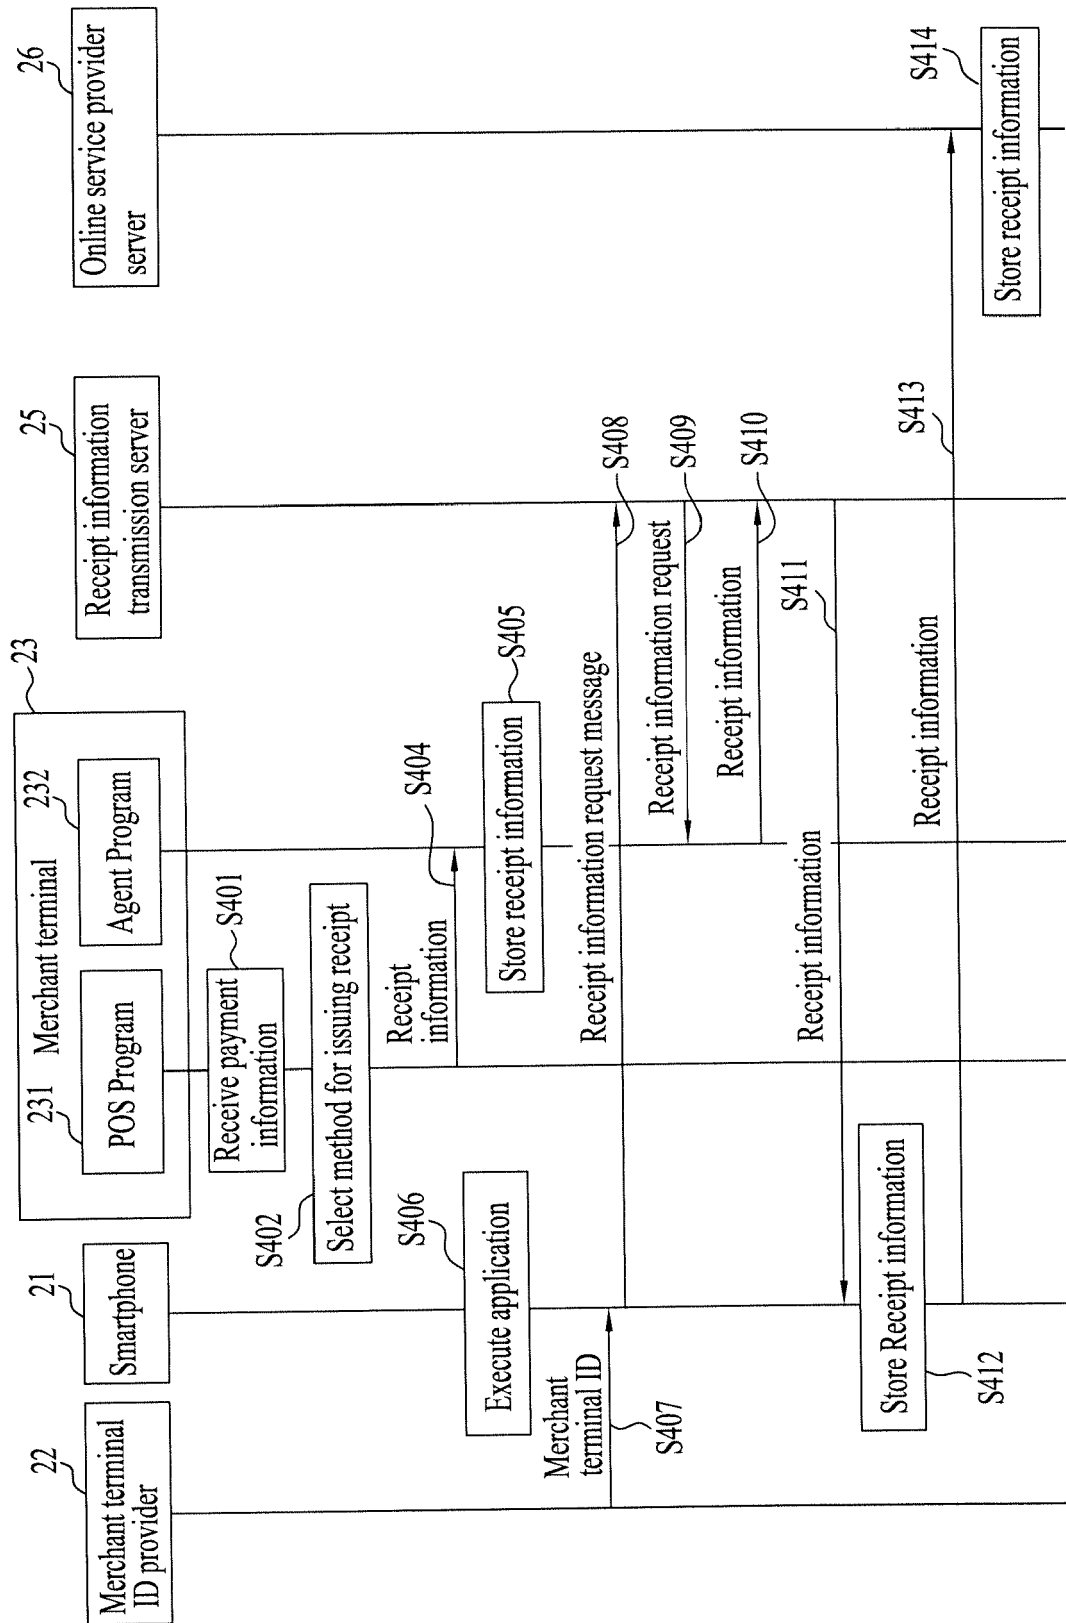 22
Merchant terminal
ID provider
21
Smartphone
23
Merchant terminal
231
POS Program
232
Agent Program
25
Receipt information
transmission server
26
Online service provider
server
S401
Receive payment
information
S402
Select method for issuing receipt
Receipt
information
S404
S405
Store receipt information
S406
Execute application
Merchant
terminal ID
S407
Receipt information request message
S408
Receipt information request
S409
Receipt information
S410
Receipt information
S411
Store Receipt information
S412
Receipt information
S413
S414
Store receipt information